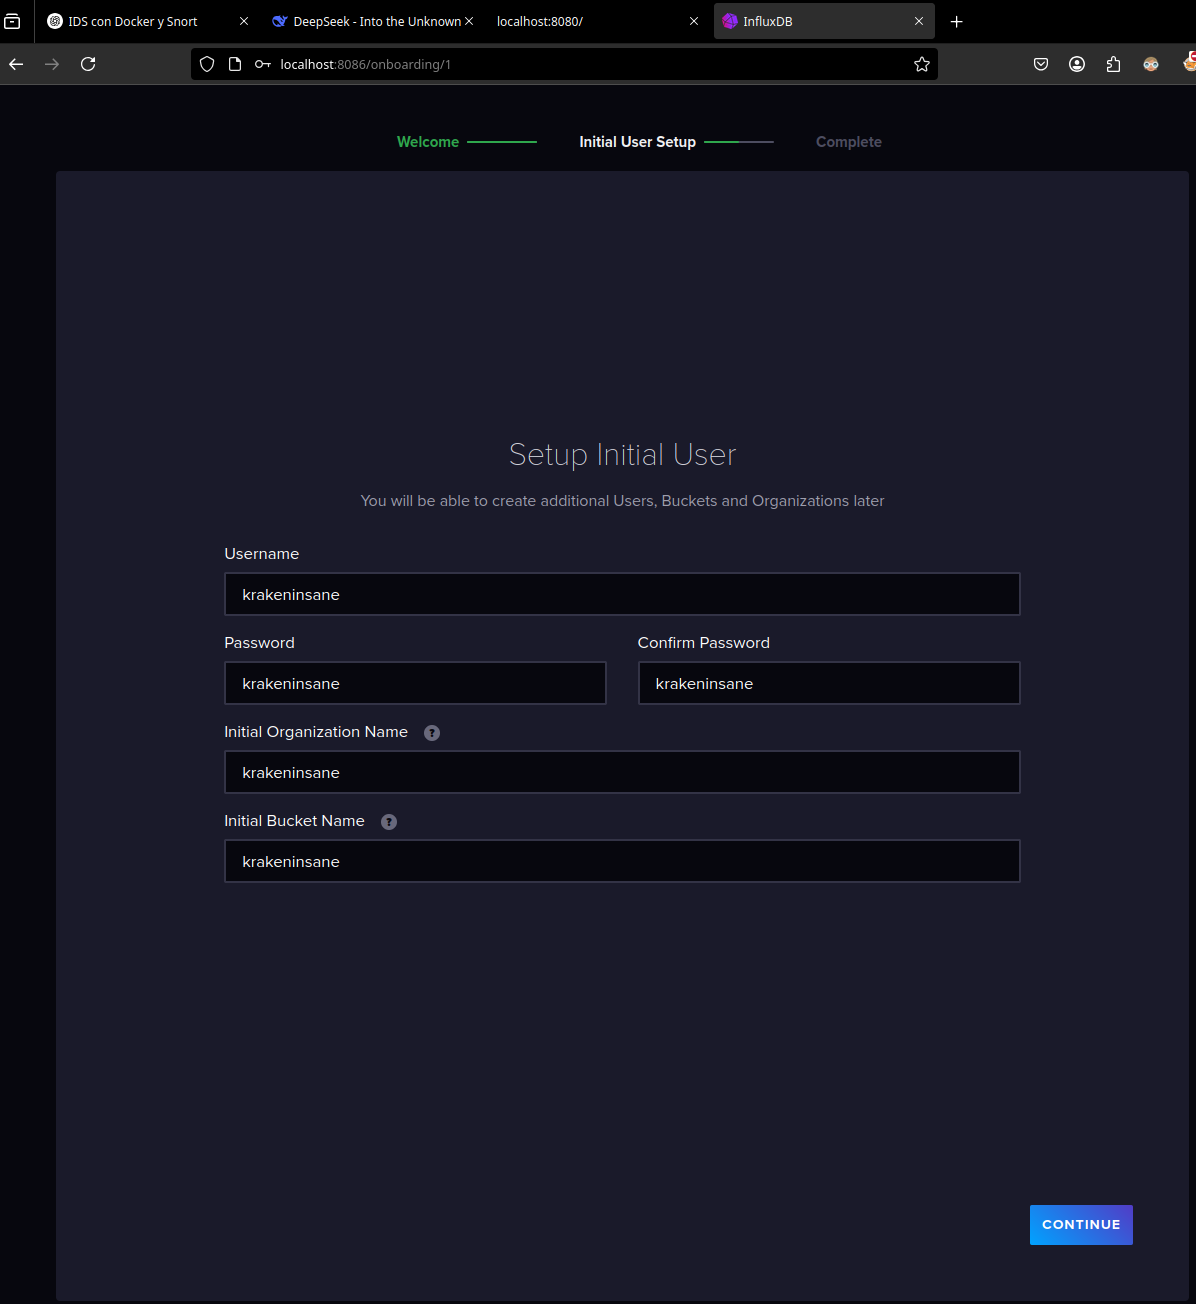 IDS con Docker y Snort
DeepSeek - Into the Unknown
localhost:8080/
InfluxDB
localhost:8086/onboarding/1
Welcome
Initial User Setup
Complete
Setup Initial User
You will be able to create additional Users, Buckets and Organizations later
Username
krakeninsane
Password
Confirm Password
krakeninsane
krakeninsane
Initial Organization Name ?
krakeninsane
Initial Bucket Name ?
krakeninsane
CONTINUE